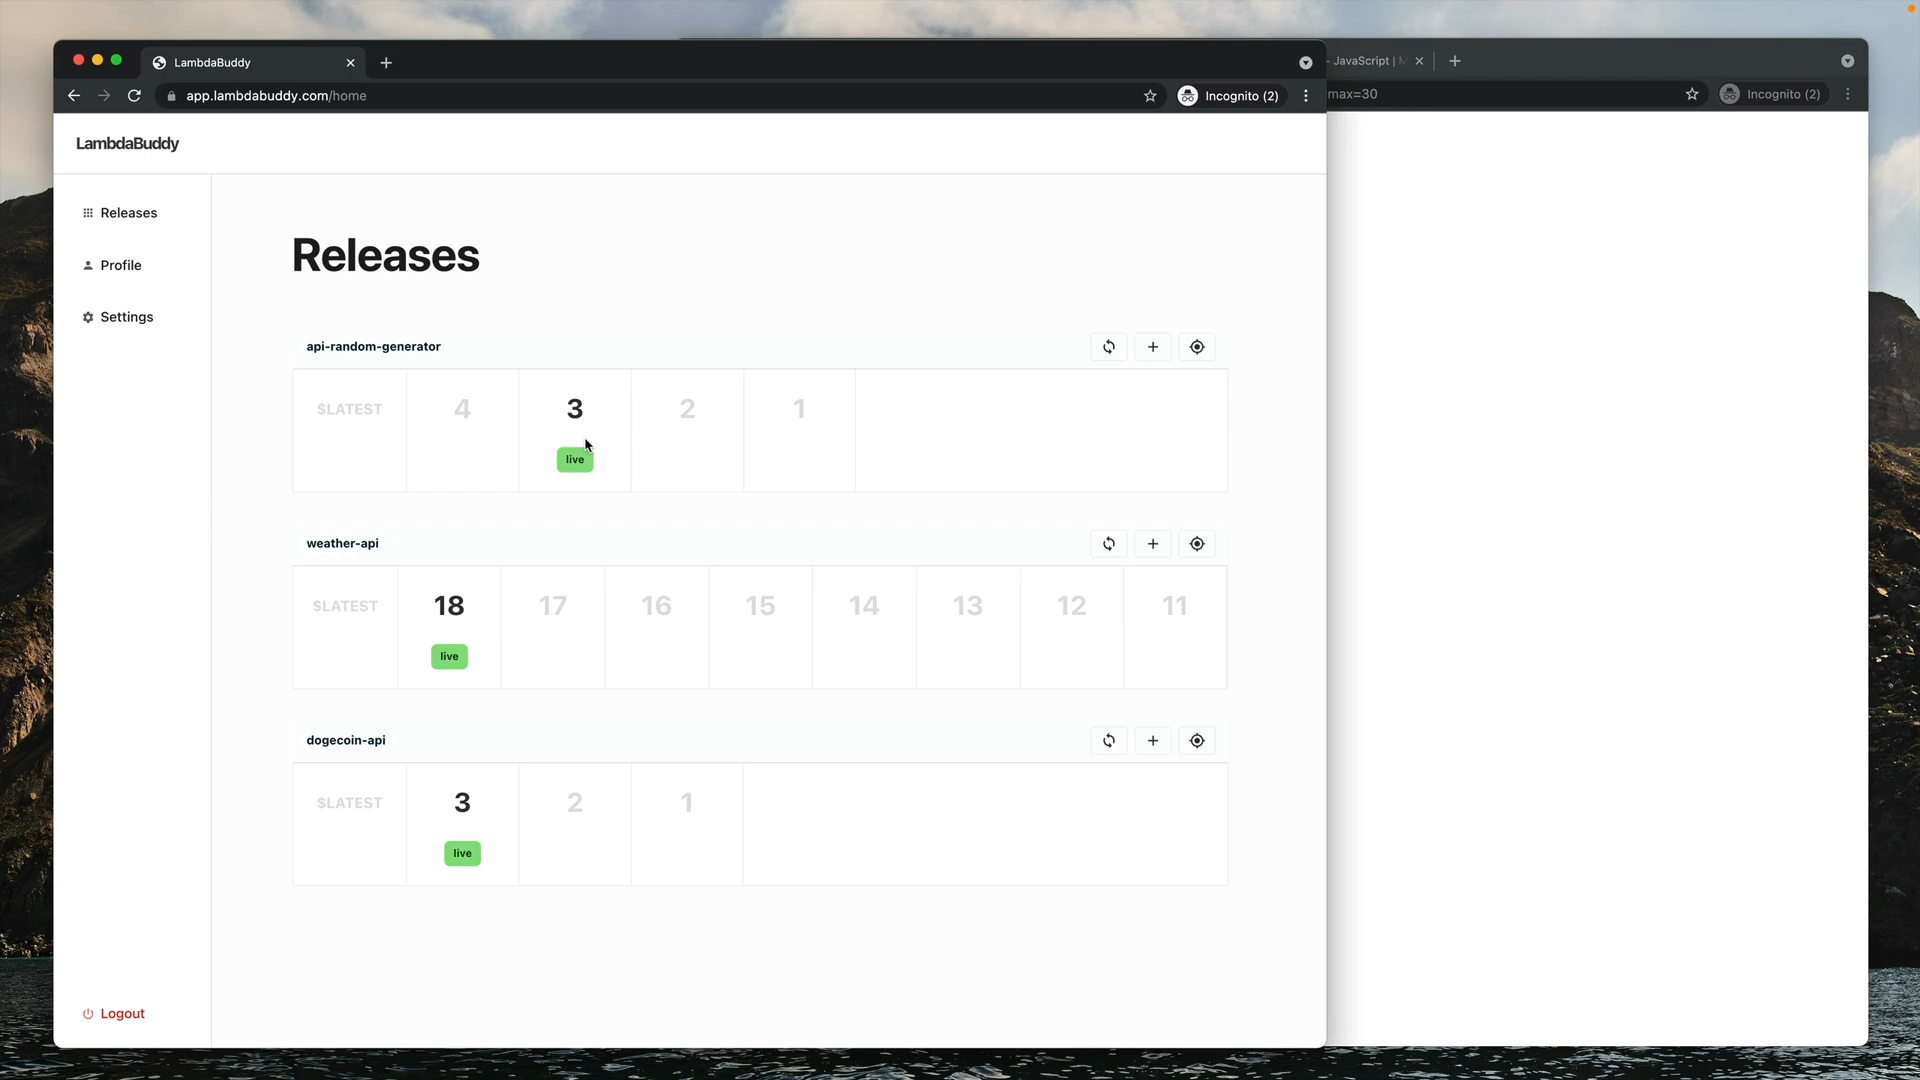 LambdaBuddy
- JavaScript |
app.lambdabuddy.com/home
Incognito (2)
max=30
Incognito (2)
LambdaBuddy
Releases
Profile
Settings
Logout
Releases
api-random-generator
$LATEST 4 3 2 1
live
weather-api
$LATEST 18 17 16 15 14 13 12 11
live
dogecoin-api
$LATEST 3 2 1
live